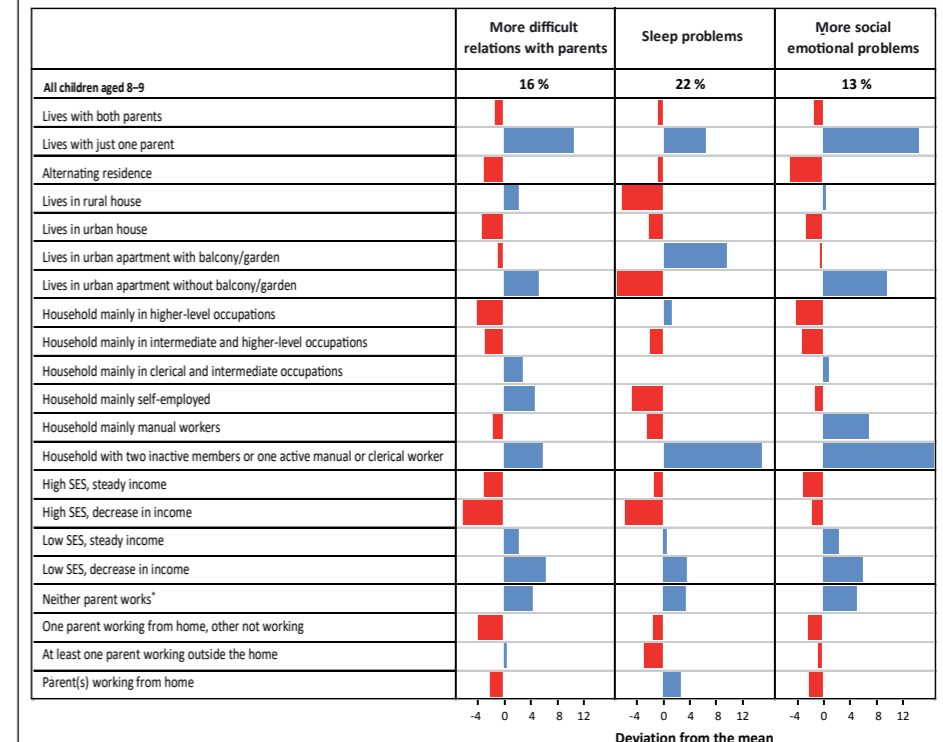 More difficult
relations with parents
Sleep problems
More social
emotional problems
All children aged 8–9
16 %
22 %
13 %
Lives with both parents
Lives with just one parent
Alternating residence
Lives in rural house
Lives in urban house
Lives in urban apartment with balcony/garden
Lives in urban apartment without balcony/garden
Household mainly in higher-level occupations
Household mainly in intermediate and higher-level occupations
Household mainly in clerical and intermediate occupations
Household mainly self-employed
Household mainly manual workers
Household with two inactive members or one active manual or clerical worker
High SES, steady income
High SES, decrease in income
Low SES, steady income
Low SES, decrease in income
Neither parent works*
One parent working from home, other not working
At least one parent working outside the home
Parent(s) working from home
-4 0 4 8 12
-4 0 4 8 12
-4 0 4 8 12
Deviation from the mean